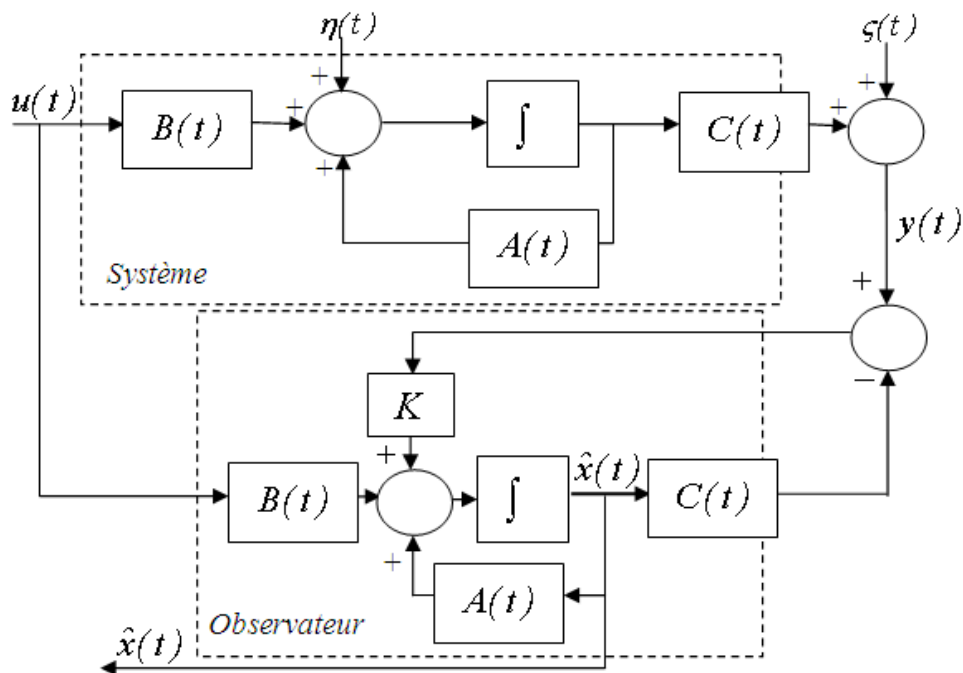 η(t)
ς(t)
u(t)
+
+
+
+
+
B(t)
∫
C(t)
A(t)
y(t)
Système
+
−
K
+
x̂(t)
B(t)
∫
C(t)
+
A(t)
Observateur
x̂(t)